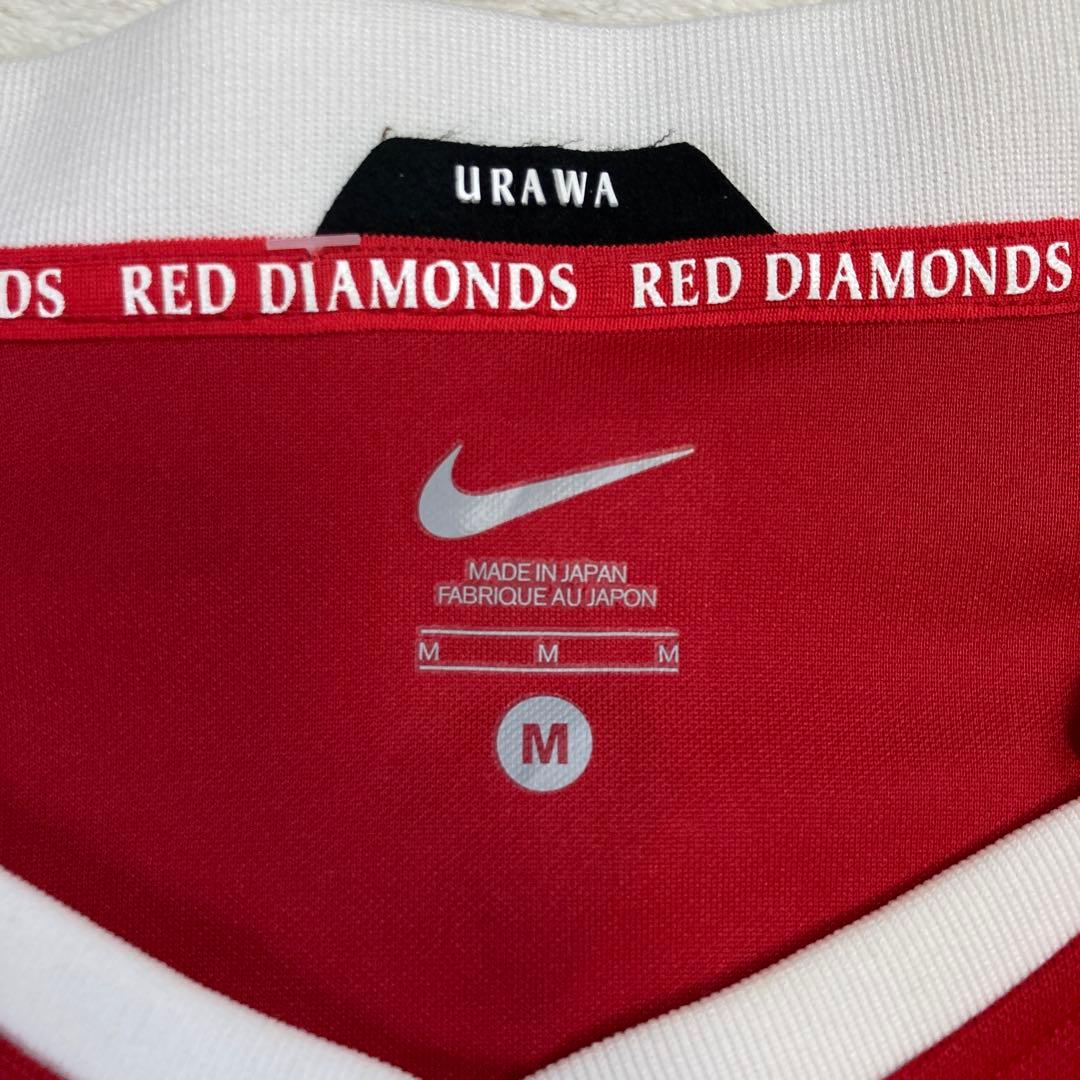 URAWA
DS RED DIAMONDS RED DIAMONDS
MADE IN JAPAN
FABRIQUE AU JAPON
M M M
M